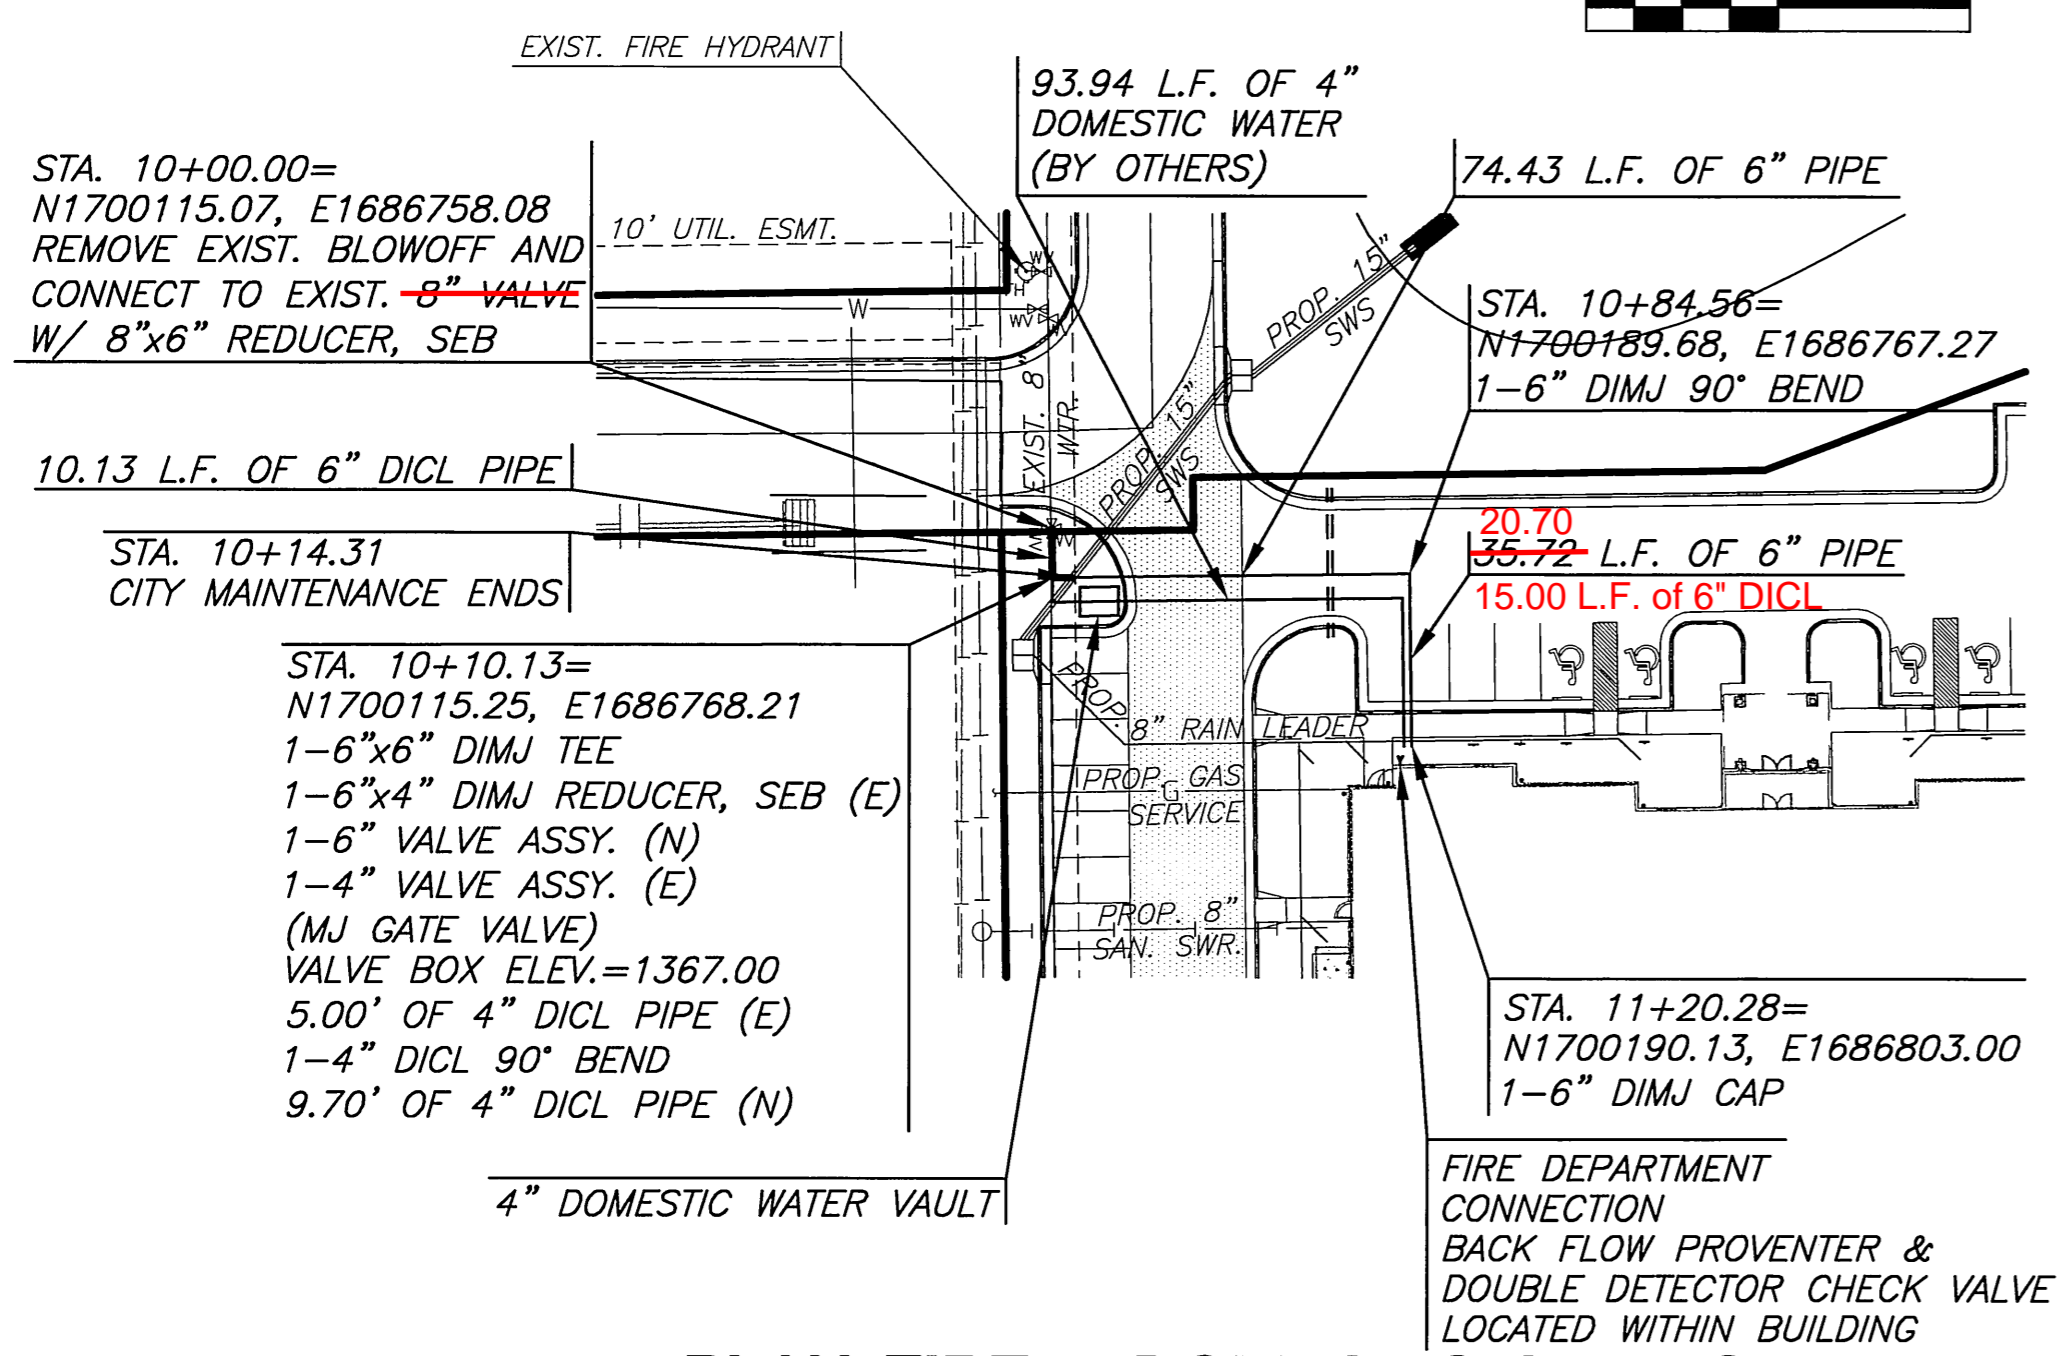 EXIST. FIRE HYDRANT
93.94 L.F. OF 4"
DOMESTIC WATER
(BY OTHERS)
74.43 L.F. OF 6" PIPE
STA. 10+00.00=
N1700115.07, E1686758.08
REMOVE EXIST. BLOWOFF AND
CONNECT TO EXIST. 8" VALVE
W/ 8"x6" REDUCER, SEB
10' UTIL. ESMT.
W
WV
H
WV
EXIST. 8"
WTR.
PROP. 15"
SWS
PROP. 15"
SWS
STA. 10+84.56=
N1700189.68, E1686767.27
1-6" DIMJ 90° BEND
10.13 L.F. OF 6" DICL PIPE
STA. 10+14.31
CITY MAINTENANCE ENDS
20.70
35.72 L.F. OF 6" PIPE
15.00 L.F. of 6" DICL
STA. 10+10.13=
N1700115.25, E1686768.21
1-6"x6" DIMJ TEE
1-6"x4" DIMJ REDUCER, SEB (E)
1-6" VALVE ASSY. (N)
1-4" VALVE ASSY. (E)
(MJ GATE VALVE)
VALVE BOX ELEV.=1367.00
5.00' OF 4" DICL PIPE (E)
1-4" DICL 90° BEND
9.70' OF 4" DICL PIPE (N)
PROP.
8" RAIN LEADER
PROP. GAS
G
SERVICE
PROP. 8"
SAN. SWR.
4" DOMESTIC WATER VAULT
STA. 11+20.28=
N1700190.13, E1686803.00
1-6" DIMJ CAP
FIRE DEPARTMENT
CONNECTION
BACK FLOW PROVENTER &
DOUBLE DETECTOR CHECK VALVE
LOCATED WITHIN BUILDING